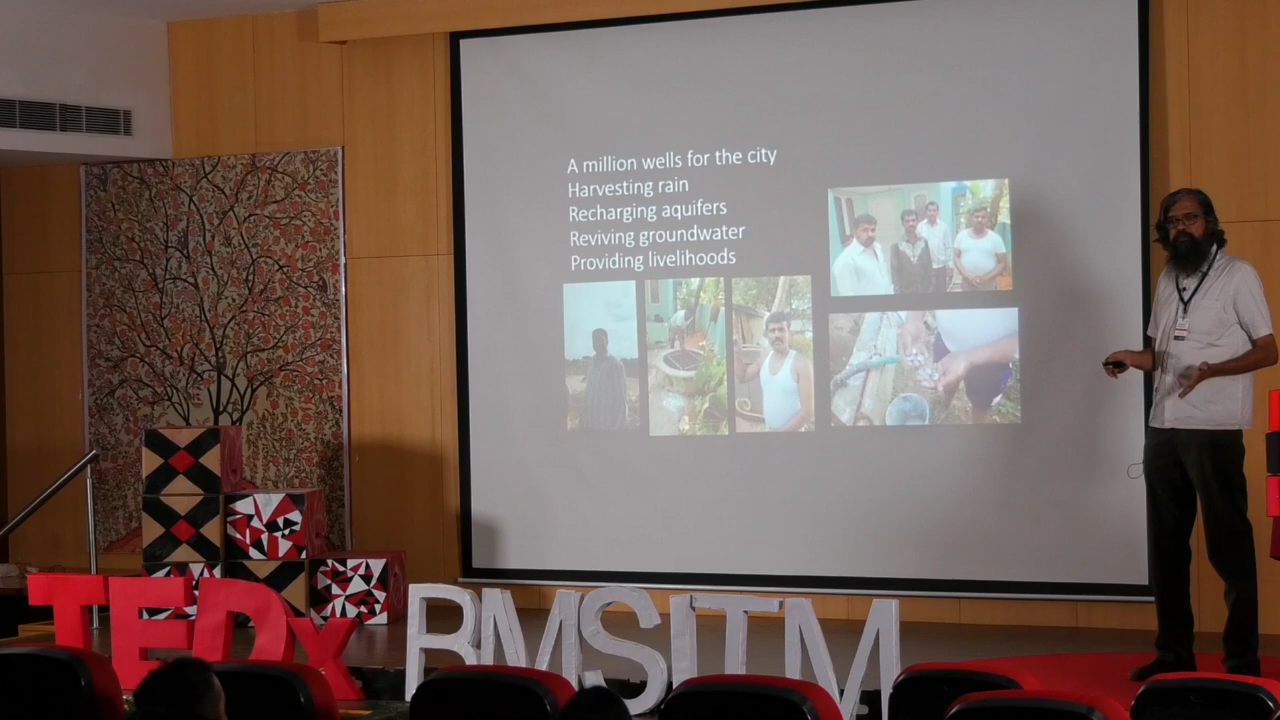 A million wells for the city
Harvesting rain
Recharging aquifers
Reviving groundwater
Providing livelihoods
TEDx BMSITM